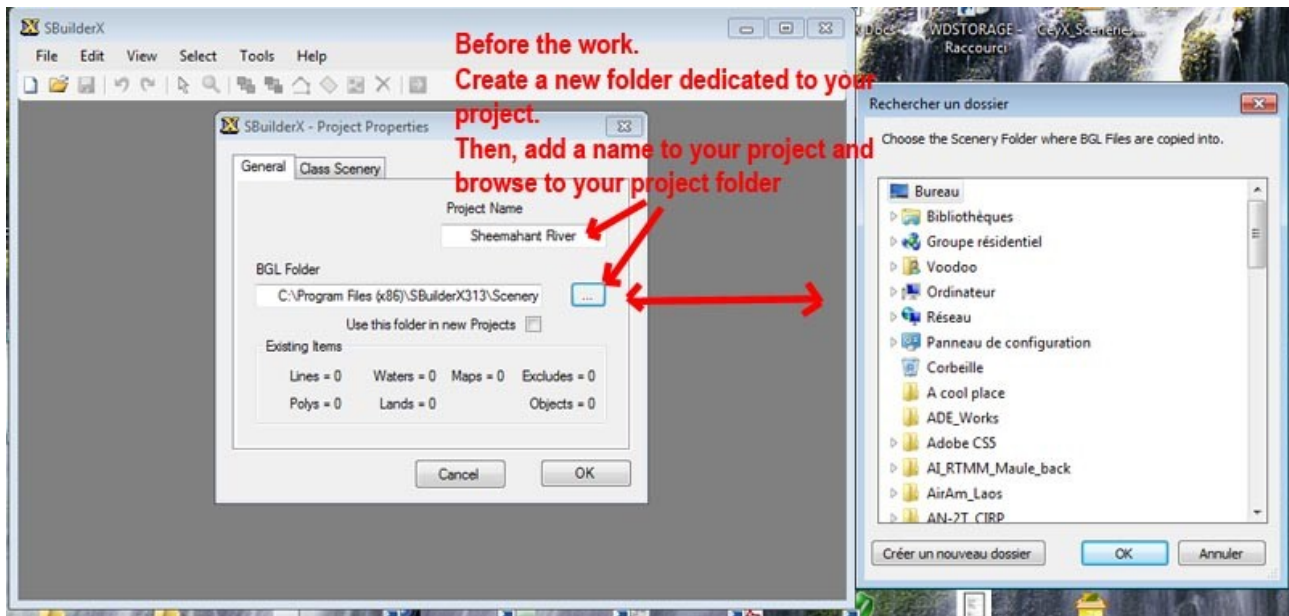 SBuilderX
File Edit View Select Tools Help
Before the work.
Create a new folder dedicated to your
project.
Then, add a name to your project and
browse to your project folder
SBuilderX - Project Properties
General Class Scenery
Project Name
Sheemahant River
BGL Folder
C:\Program Files (x86)\SBuilderX313\Scenery
...
Use this folder in new Projects
Existing Items
Lines = 0 Waters = 0 Maps = 0 Excludes = 0
Polys = 0 Lands = 0 Objects = 0
Cancel OK
WDSTORAGE -
Raccourci
Rechercher un dossier
Choose the Scenery Folder where BGL Files are copied into.
Bureau
Bibliothèques
Groupe résidentiel
Voodoo
Ordinateur
Réseau
Panneau de configuration
Corbeille
A cool place
ADE_Works
Adobe CS5
AI_RTMM_Maule_back
AirAm_Laos
AN-2T_CIRP
Créer un nouveau dossier OK Annuler